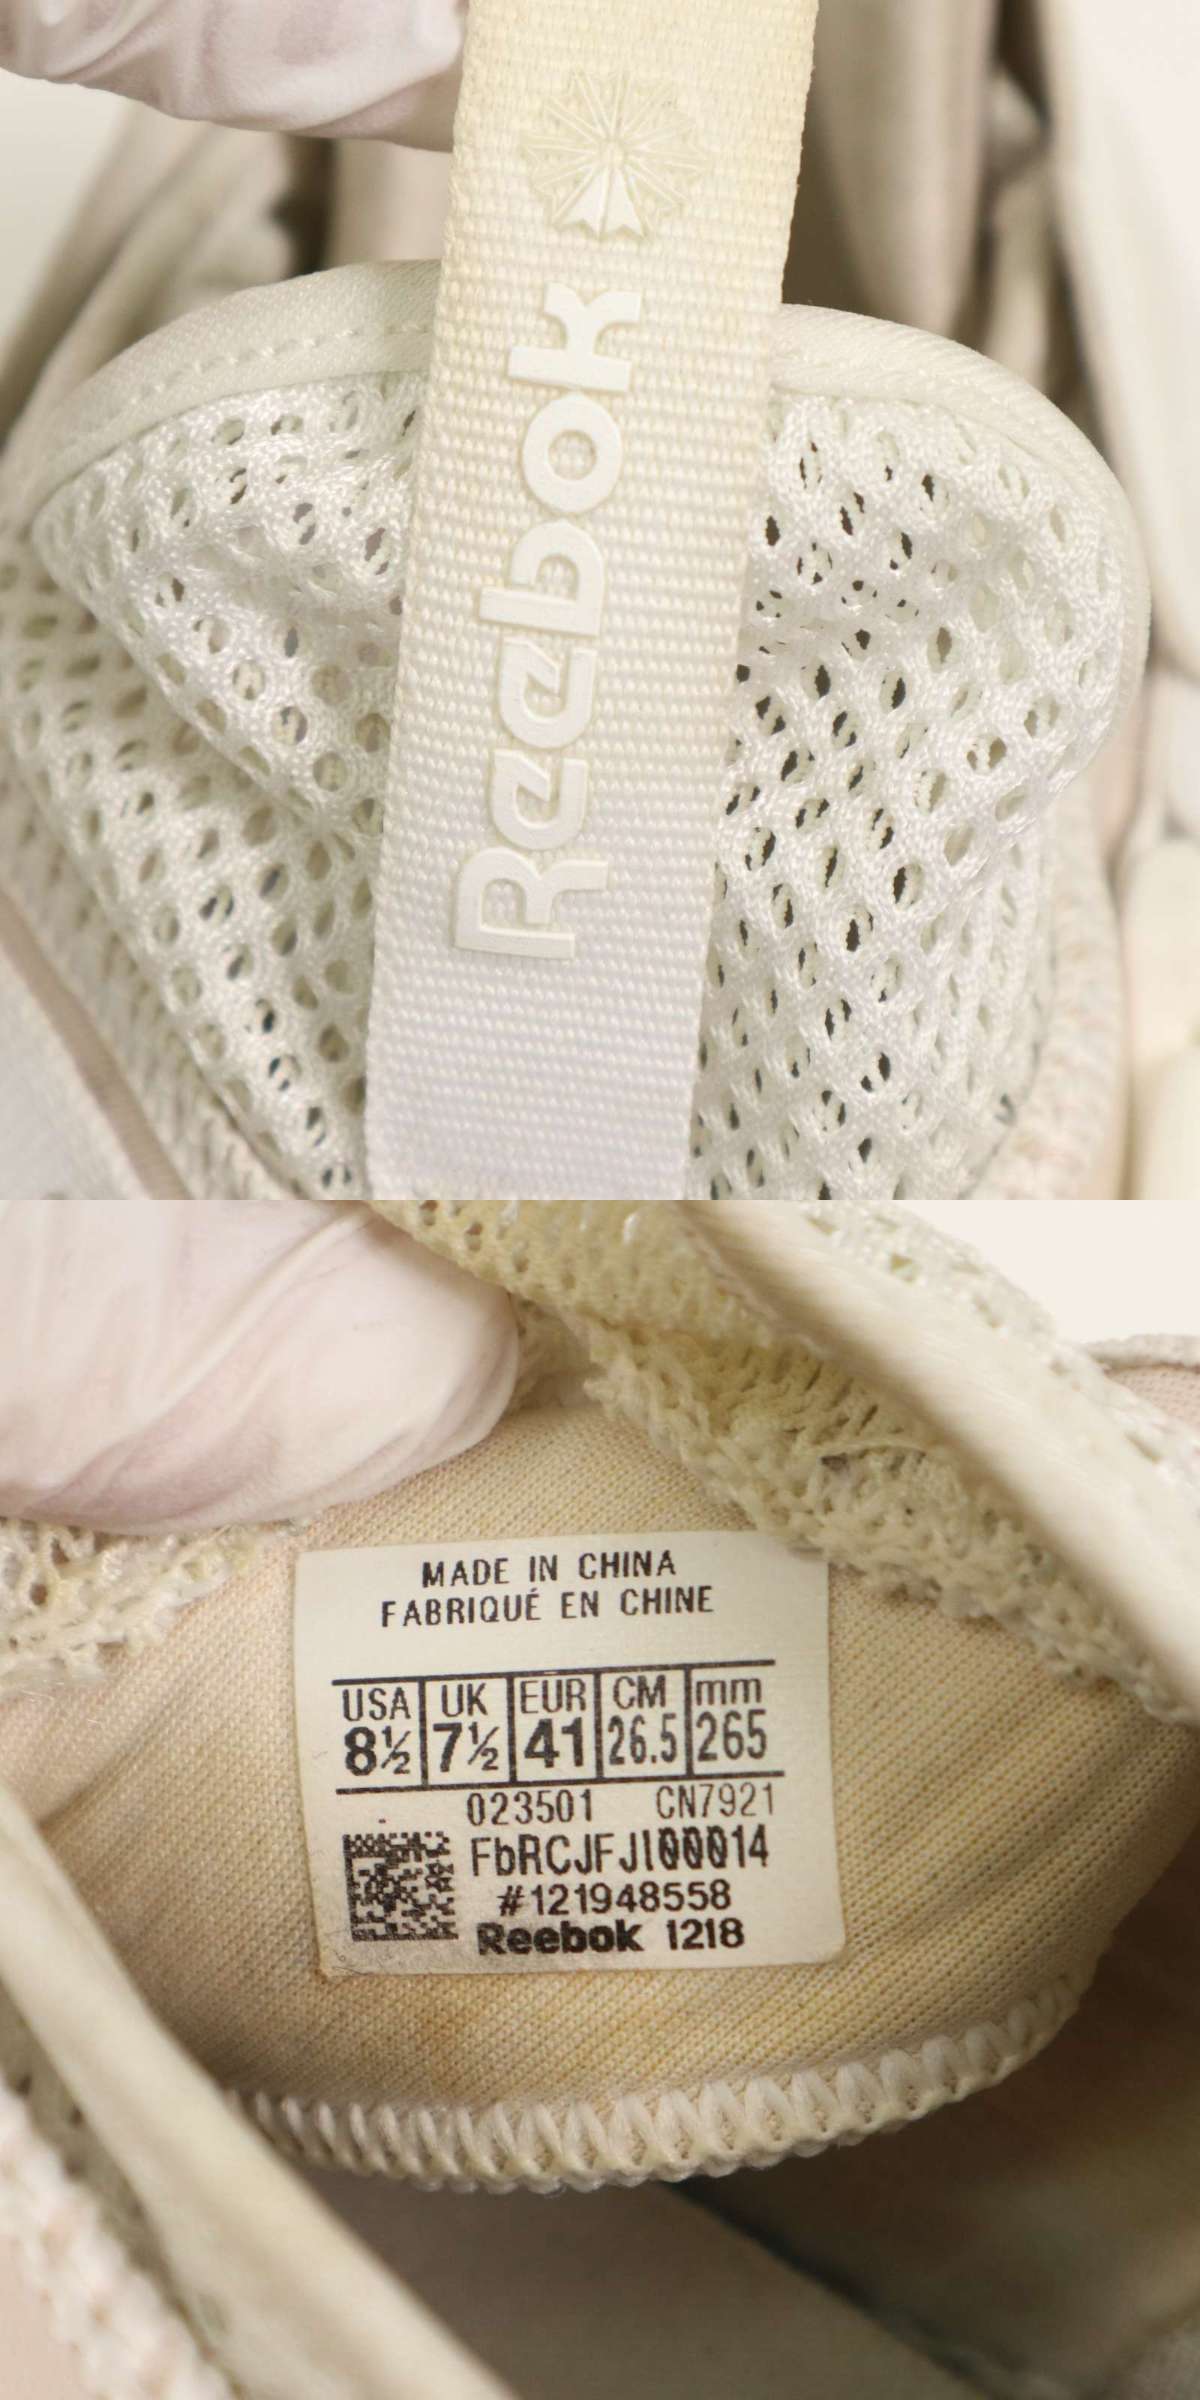 Reebok
MADE IN CHINA
FABRIQUÉ EN CHINE
USA UK EUR CM mm
8½ 7½ 41 26.5 265
023501 CN7921
FbRCJFJI00014
#121948558
Reebok 1218